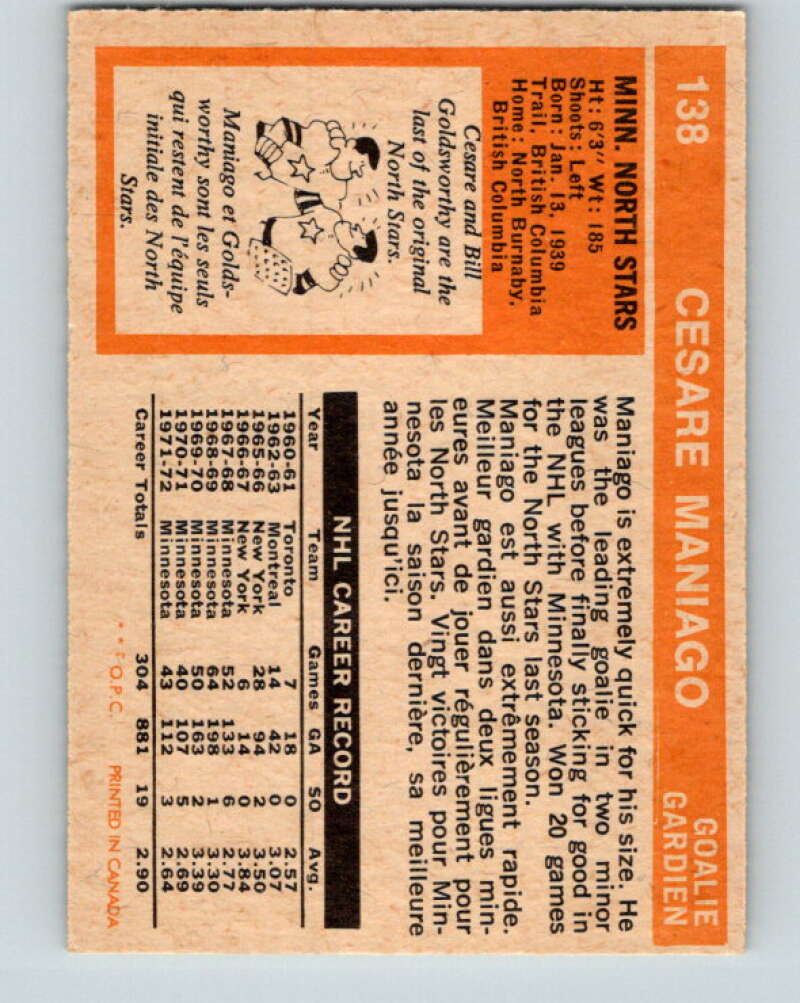 138 CESARE MANIAGO GOALIE
GARDIEN
MINN. NORTH STARS
Ht: 6'3" Wt: 185
Shoots: Left
Born: Jan. 13, 1939
Trail, British Columbia
Home: North Burnaby,
British Columbia
Cesare and Bill
Goldsworthy are the
last of the original
North Stars.
Maniago et Golds-
worthy sont les seuls
qui restent de l'équipe
initiale des North
Stars.
Maniago is extremely quick for his size. He
was the leading goalie in two minor
leagues before finally sticking for good in
the NHL with Minnesota. Won 20 games
for the North Stars last season.
Maniago est aussi extrêmement rapide.
Meilleur gardien dans deux ligues min-
eures avant de jouer régulièrement pour
les North Stars. Vingt victoires pour Min-
nesota la saison dernière, sa meilleure
année jusqu'ici.
NHL CAREER RECORD
Year Team Games GA SO Avg.
1960-61 Toronto 7 18 0 2.57
1962-63 Montreal 14 42 0 3.07
1965-66 New York 28 94 2 3.50
1966-67 New York 6 14 0 3.84
1967-68 Minnesota 52 133 6 2.77
1968-69 Minnesota 64 198 1 3.30
1969-70 Minnesota 50 163 2 3.39
1970-71 Minnesota 40 107 5 2.69
1971-72 Minnesota 43 112 3 2.64
Career Totals 304 881 19 2.90
O.P.C. PRINTED IN CANADA